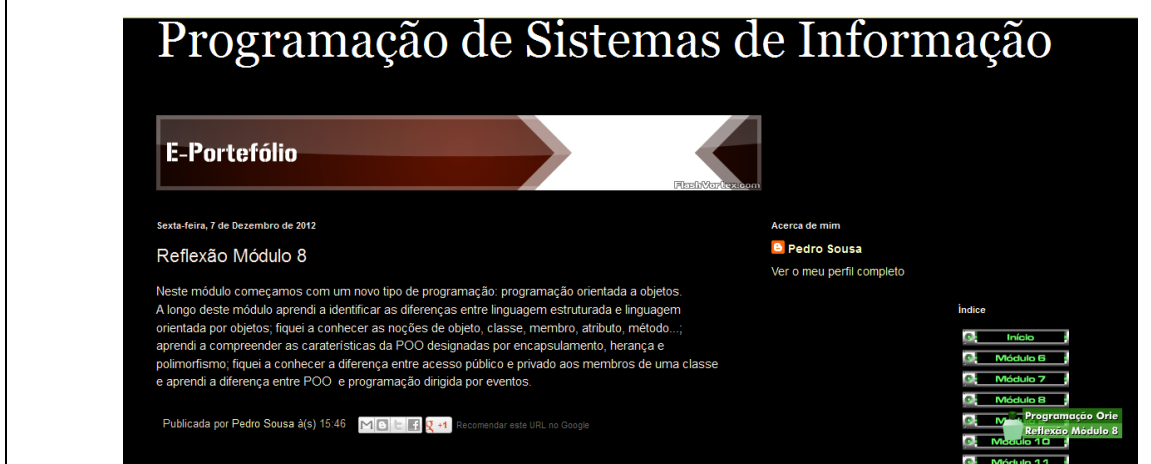 Programação de Sistemas de Informação
E-Portefólio
FlashVortex.com
Sexta-feira, 7 de Dezembro de 2012
Reflexão Módulo 8
Neste módulo começamos com um novo tipo de programação: programação orientada a objetos.
A longo deste módulo aprendi a identificar as diferenças entre linguagem estruturada e linguagem
orientada por objetos; fiquei a conhecer as noções de objeto, classe, membro, atributo, método...;
aprendi a compreender as caraterísticas da POO designadas por encapsulamento, herança e
polimorfismo; fiquei a conhecer a diferença entre acesso público e privado aos membros de uma classe
e aprendi a diferença entre POO e programação dirigida por eventos.
Publicada por Pedro Sousa à(s) 15:46
+1 Recomendar este URL no Google
Acerca de mim
Pedro Sousa
Ver o meu perfil completo
Índice
Início
Módulo 6
Módulo 7
Módulo 8
Programação Orie
Reflexão Módulo 8
Módulo 10
Módulo 11